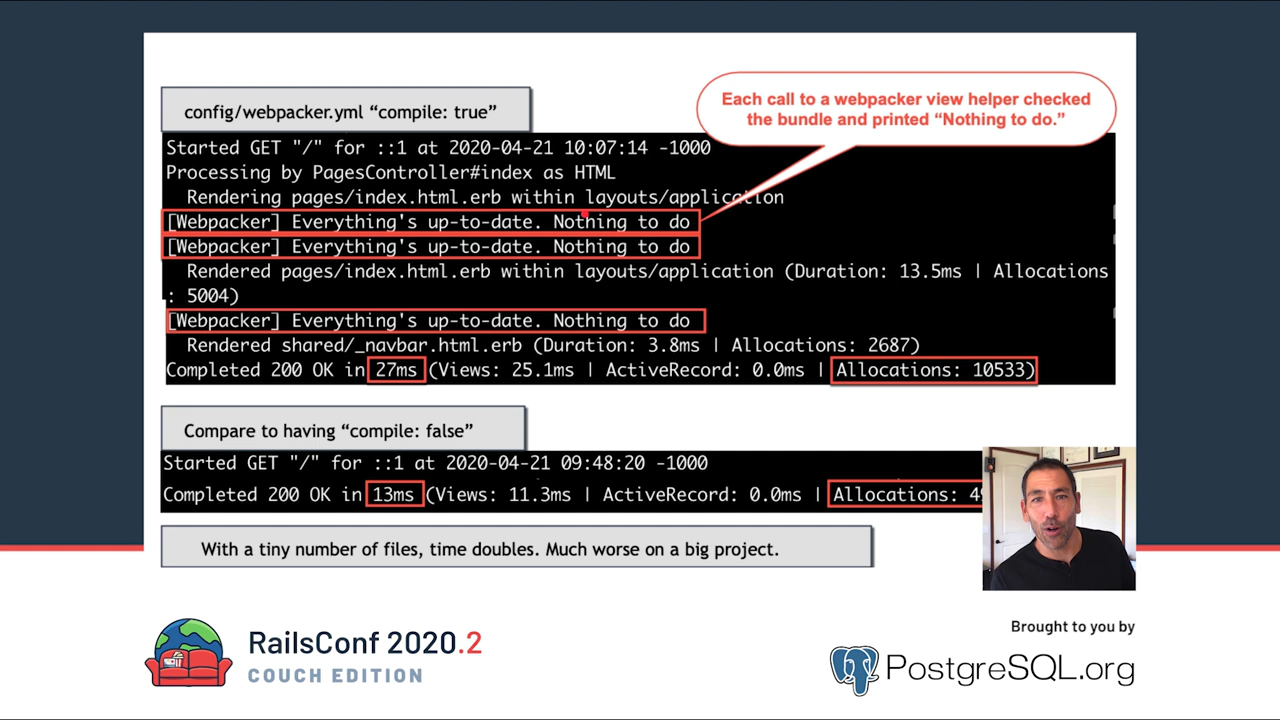 config/webpacker.yml “compile: true”
Each call to a webpacker view helper checked
the bundle and printed “Nothing to do.”
Started GET "/" for ::1 at 2020-04-21 10:07:14 -1000
Processing by PagesController#index as HTML
Rendering pages/index.html.erb within layouts/application
[Webpacker] Everything's up-to-date. Nothing to do
[Webpacker] Everything's up-to-date. Nothing to do
Rendered pages/index.html.erb within layouts/application (Duration: 13.5ms | Allocations
: 5004)
[Webpacker] Everything's up-to-date. Nothing to do
Rendered shared/_navbar.html.erb (Duration: 3.8ms | Allocations: 2687)
Completed 200 OK in 27ms (Views: 25.1ms | ActiveRecord: 0.0ms | Allocations: 10533)
Compare to having “compile: false”
Started GET "/" for ::1 at 2020-04-21 09:48:20 -1000
Completed 200 OK in 13ms (Views: 11.3ms | ActiveRecord: 0.0ms | Allocations:
With a tiny number of files, time doubles. Much worse on a big project.
RailsConf 2020.2
COUCH EDITION
Brought to you by
PostgreSQL.org